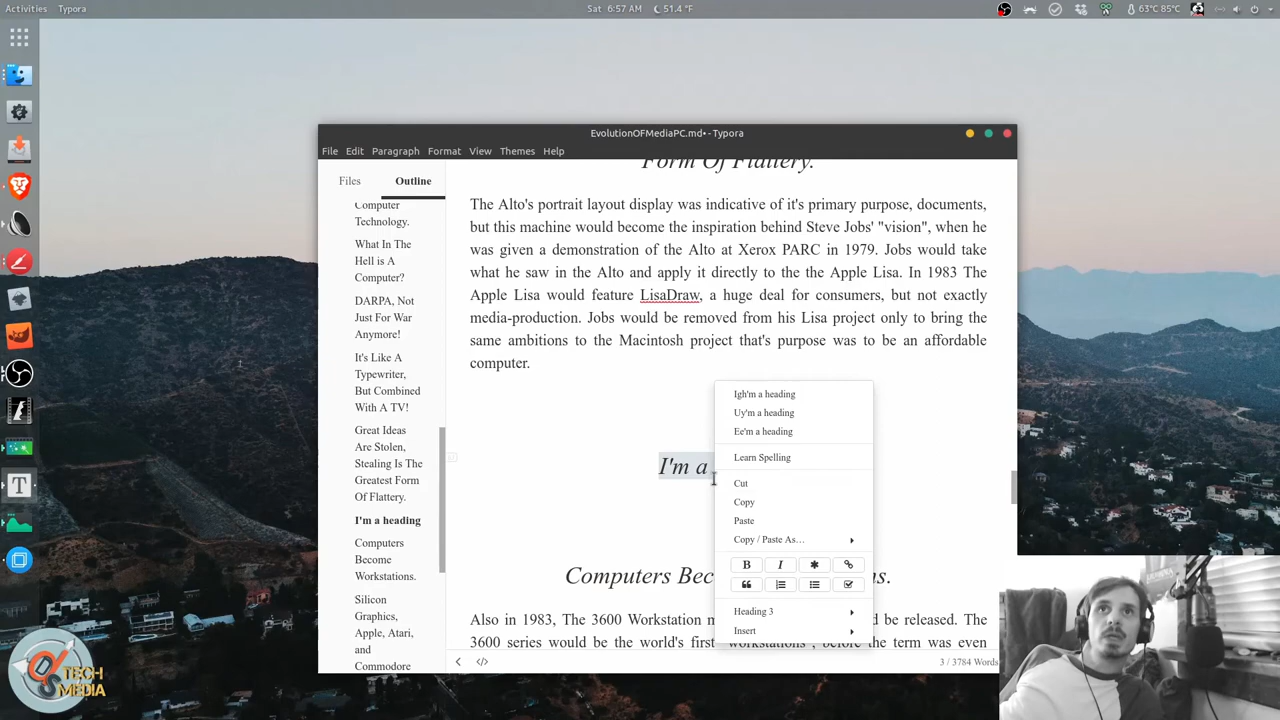 Activities Typora Sat 6:57 AM 51.4 °F 63°C 85°C
EvolutionOFMediaPC.md• - Typora
File Edit Paragraph Format View Themes Help
Files Outline
Computer
Technology.
What In The
Hell is A
Computer?
DARPA, Not
Just For War
Anymore!
It's Like A
Typewriter,
But Combined
With A TV!
Great Ideas
Are Stolen,
Stealing Is The
Greatest Form
Of Flattery.
I'm a heading
Computers
Become
Workstations.
Silicon
Graphics,
Apple, Atari,
and
Commodore
Form Of Flattery.
The Alto's portrait layout display was indicative of it's primary purpose, documents,
but this machine would become the inspiration behind Steve Jobs' "vision", when he
was given a demonstration of the Alto at Xerox PARC in 1979. Jobs would take
what he saw in the Alto and apply it directly to the the Apple Lisa. In 1983 The
Apple Lisa would feature LisaDraw, a huge deal for consumers, but not exactly
media-production. Jobs would be removed from his Lisa project only to bring the
same ambitions to the Macintosh project that's purpose was to be an affordable
computer.
I'm a
Igh'm a heading
Uy'm a heading
Ee'm a heading
Learn Spelling
Cut
Copy
Paste
Copy / Paste As…
B I
Heading 3
Insert
Computers Bec ns.
Also in 1983, The 3600 Workstation m d be released. The
3600 series would be the world's first "workstations", before the term was even
3 / 3784 Words
TECH
MEDIA